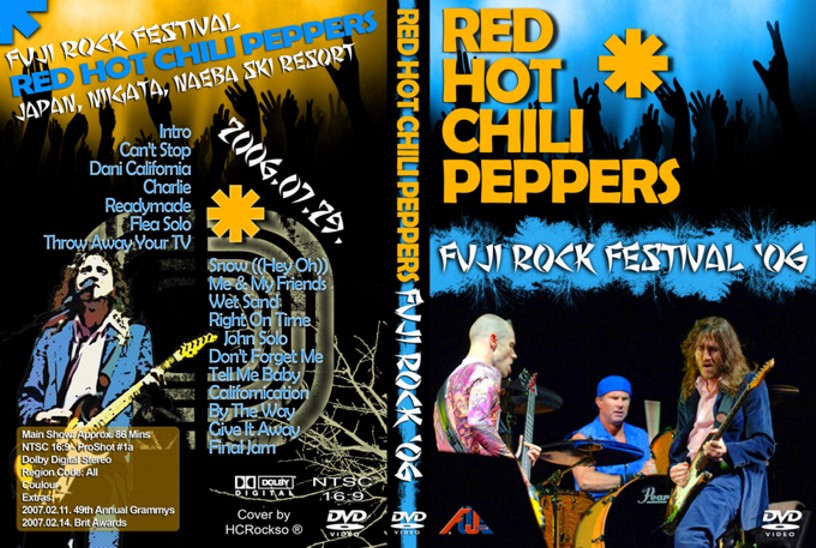 FUJI ROCK FESTIVAL
RED HOT CHILI PEPPERS
JAPAN, NIIGATA, NAEBA SKI RESORT
2006.07.29.
Intro
Can't Stop
Dani California
Charlie
Readymade
Flea Solo
Throw Away Your TV
Snow ((Hey Oh))
Me & My Friends
Wet Sand
Right On Time
John Solo
Don't Forget Me
Tell Me Baby
Californication
By The Way
Give It Away
Final Jam
Main Show: Approx. 86 Mins
NTSC 16:9 - ProShot #1a
Dolby Digital Stereo
Region Code: All
Coulour
Extras:
2007.02.11. 49th Annual Grammys
2007.02.14. Brit Awards
DOLBY
DIGITAL
NTSC
16:9
Cover by
HCRockso ®
DVD
VIDEO
RED HOT CHILI PEPPERS FUJI ROCK '06
DVD
VIDEO
RED
HOT
CHILI
PEPPERS
FUJI ROCK FESTIVAL '06
Pearl
DVD
VIDEO